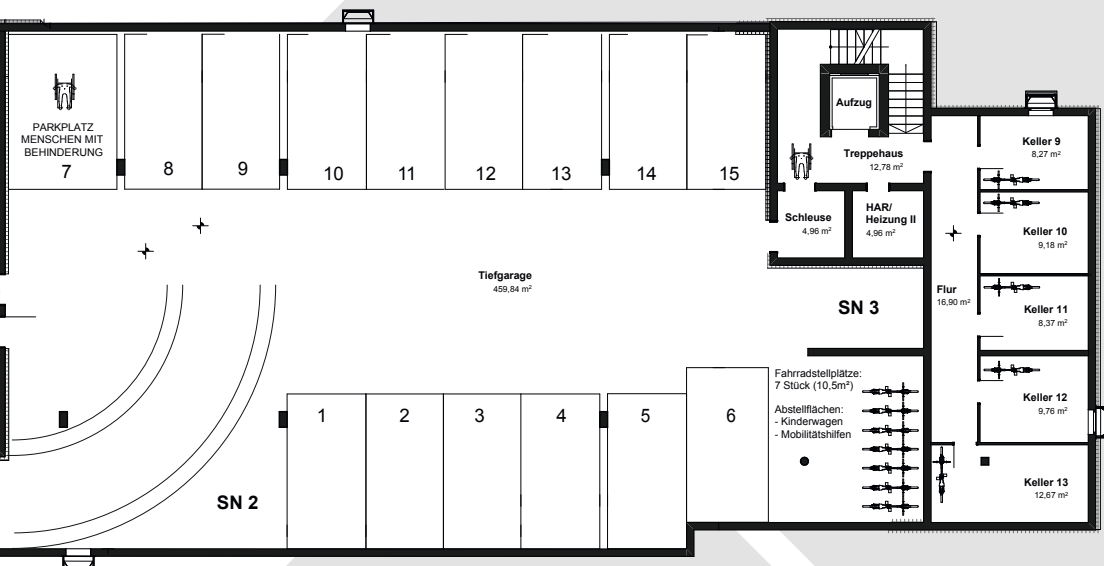 PARKPLATZ
MENSCHEN MIT
BEHINDERUNG
7
8
9
10
11
12
13
14
15
Aufzug
Treppehaus
12,78 m²
Schleuse
4,96 m²
HAR/
Heizung II
4,96 m²
Keller 9
8,27 m²
Keller 10
9,18 m²
Flur
16,90 m²
Keller 11
8,37 m²
Keller 12
9,76 m²
Keller 13
12,67 m²
Tiefgarage
459,84 m²
SN 3
Fahrradstellplätze:
7 Stück (10,5m²)
Abstellflächen:
- Kinderwagen
- Mobilitätshilfen
1
2
3
4
5
6
SN 2